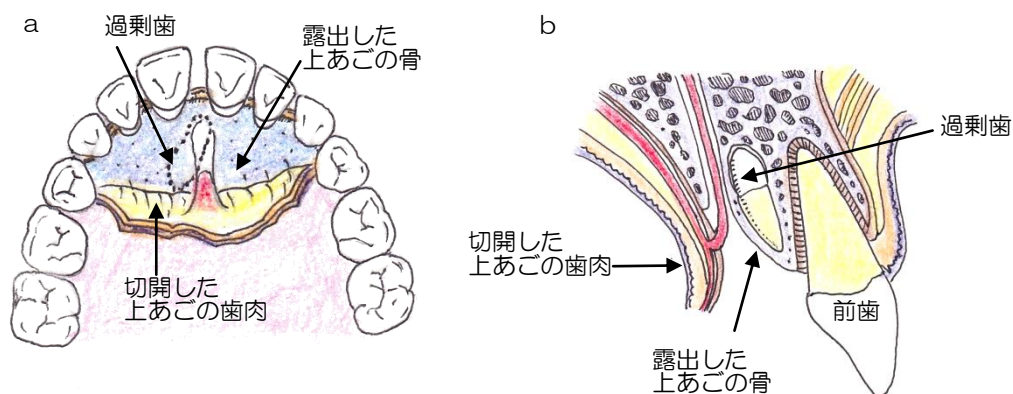 a
過剰歯
露出した
上あごの骨
切開した
上あごの歯肉
b
過剰歯
切開した
上あごの歯肉
前歯
露出した
上あごの骨